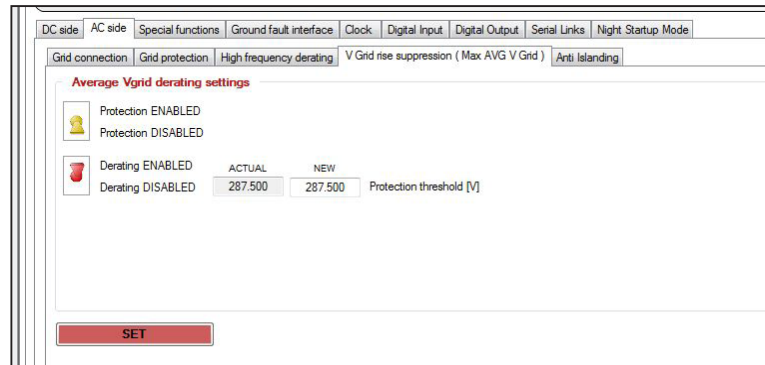 DC side AC side Special functions Ground fault interface Clock Digital Input Digital Output Serial Links Night Startup Mode
Grid connection Grid protection High frequency derating V Grid rise suppression ( Max AVG V Grid ) Anti Islanding
Average Vgrid derating settings
Protection ENABLED
Protection DISABLED
Derating ENABLED ACTUAL NEW
Derating DISABLED 287.500 287.500 Protection threshold [V]
SET